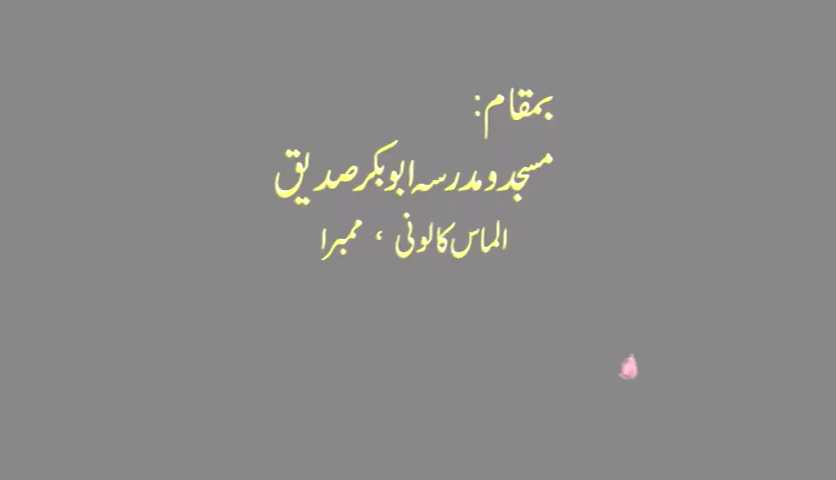 بمقام:
مسجد و مدرسہ ابوبکر صدیق
الماس کالونی ، ممبرا